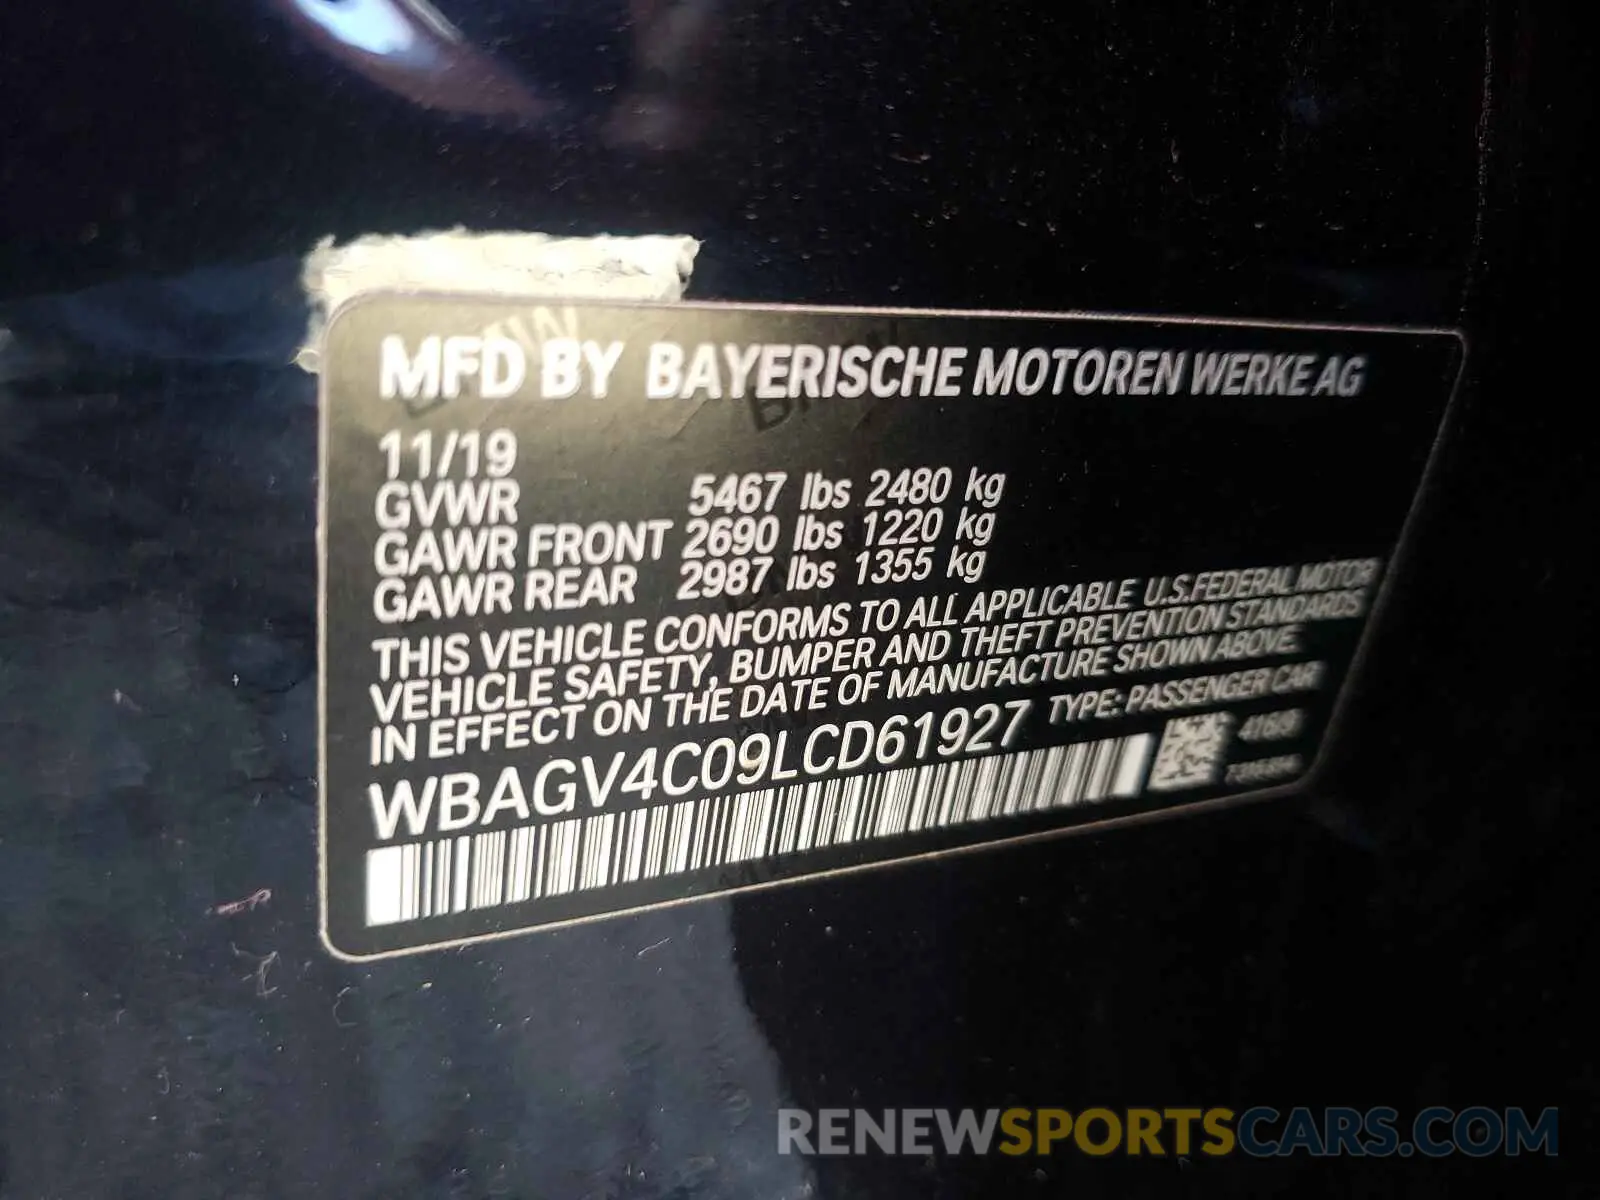 MFD BY BAYERISCHE MOTOREN WERKE AG
11/19
GVWR 5467 lbs 2480 kg
GAWR FRONT 2690 lbs 1220 kg
GAWR REAR 2987 lbs 1355 kg
THIS VEHICLE CONFORMS TO ALL APPLICABLE U.S.FEDERAL MOTOR
VEHICLE SAFETY, BUMPER AND THEFT PREVENTION STANDARDS
IN EFFECT ON THE DATE OF MANUFACTURE SHOWN ABOVE.
WBAGV4C09LCD61927 TYPE: PASSENGER CAR
RENEWSPORTSCARS.COM